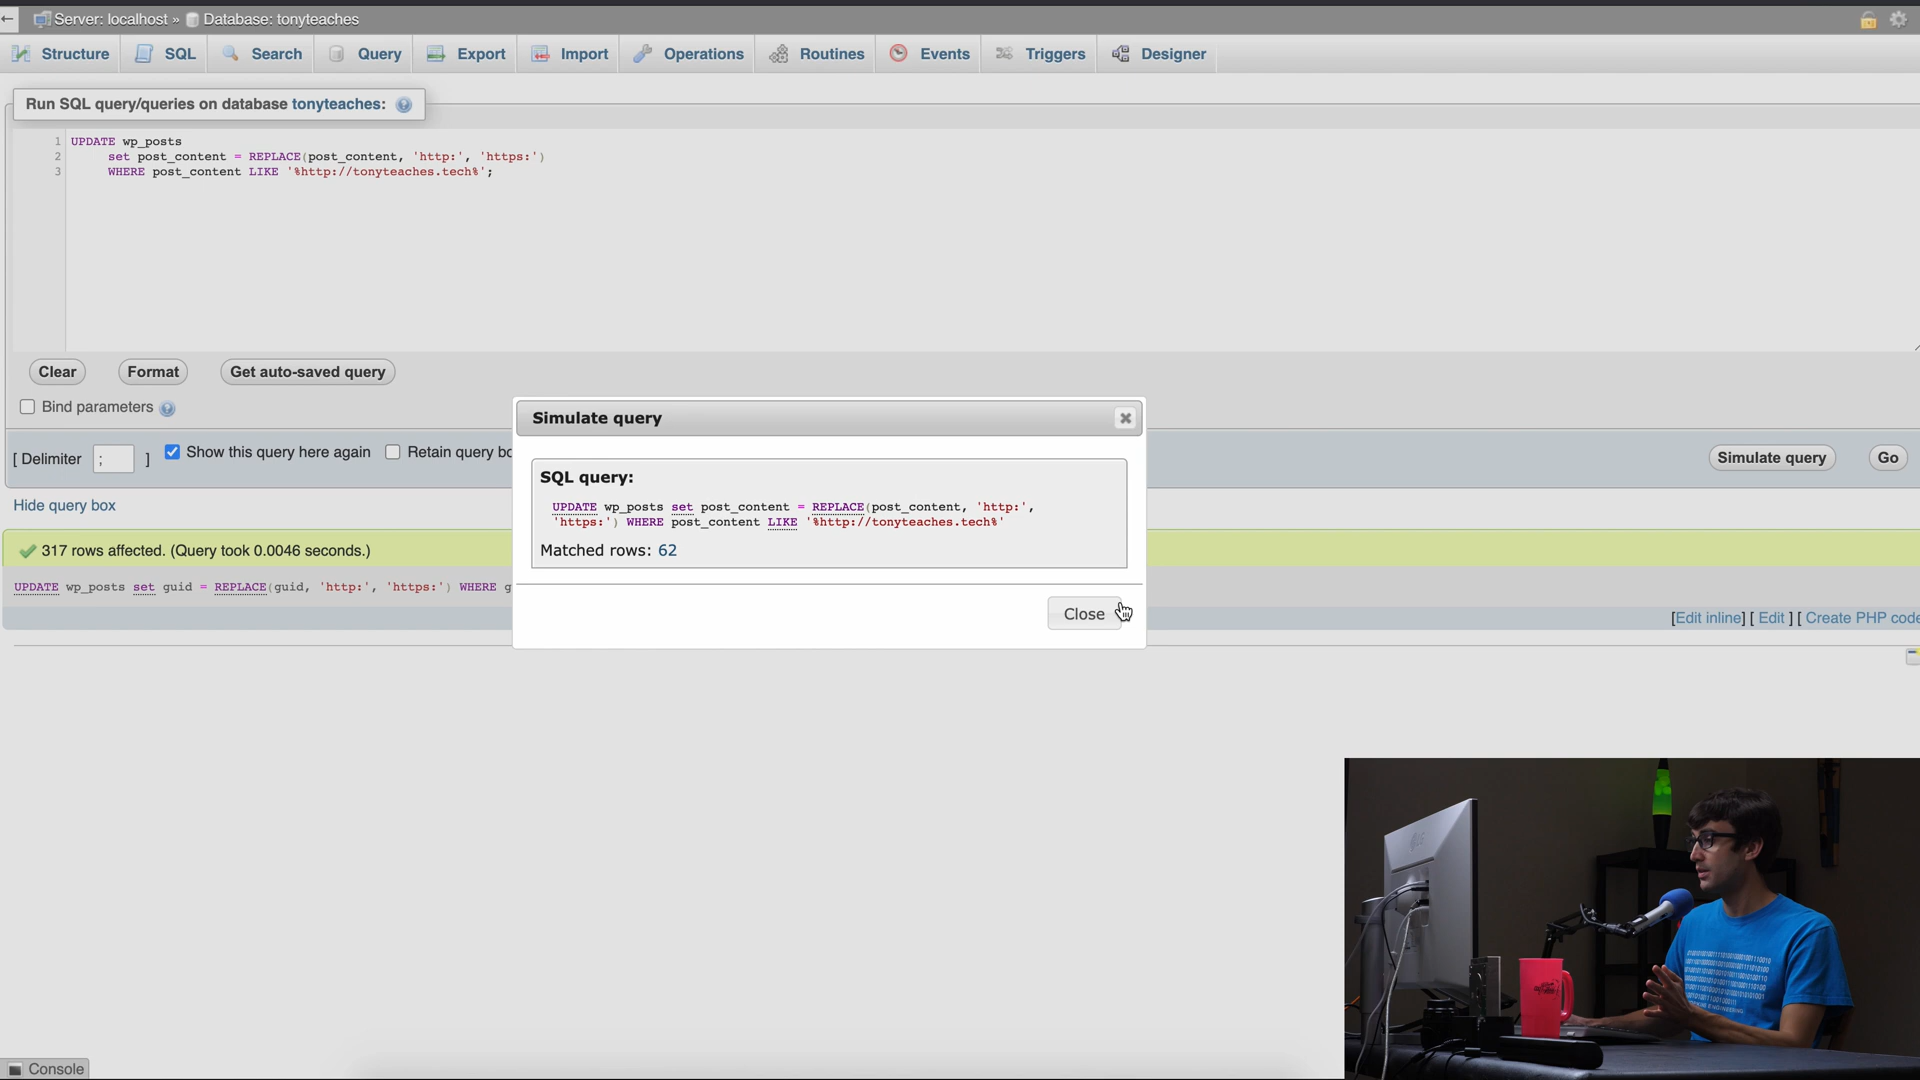 Server: localhost » Database: tonyteaches
Structure SQL Search Query Export Import Operations Routines Events Triggers Designer
Run SQL query/queries on database tonyteaches:
1 UPDATE wp_posts
2 set post_content = REPLACE(post_content, 'http:', 'https:')
3 WHERE post_content LIKE '%http://tonyteaches.tech%';
Clear Format Get auto-saved query
Bind parameters
[ Delimiter ; ] Show this query here again Retain query bo
Simulate query Go
Hide query box
317 rows affected. (Query took 0.0046 seconds.)
UPDATE wp_posts set guid = REPLACE(guid, 'http:', 'https:') WHERE g
[Edit inline] [ Edit ] [ Create PHP code
Simulate query
SQL query:
UPDATE wp_posts set post_content = REPLACE(post_content, 'http:',
'https:') WHERE post_content LIKE '%http://tonyteaches.tech%'
Matched rows: 62
Close
Console